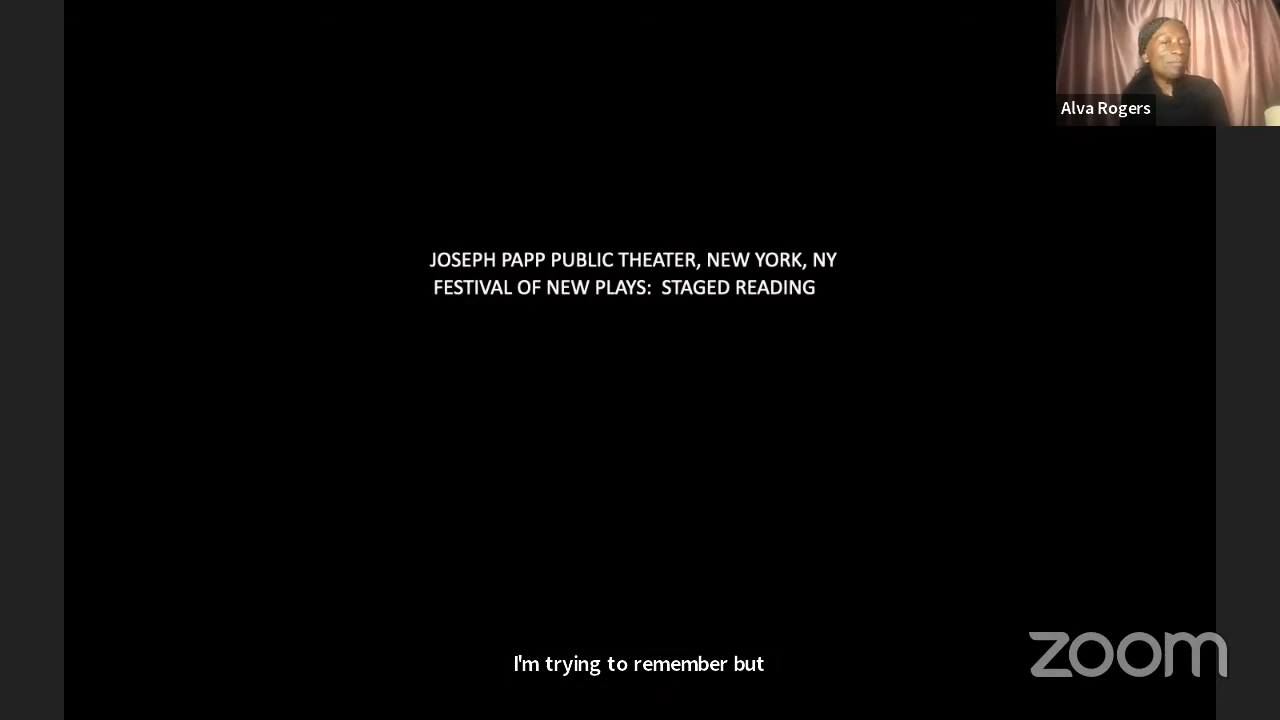 Alva Rogers
JOSEPH PAPP PUBLIC THEATER, NEW YORK, NY
FESTIVAL OF NEW PLAYS: STAGED READING
I'm trying to remember but
zoom